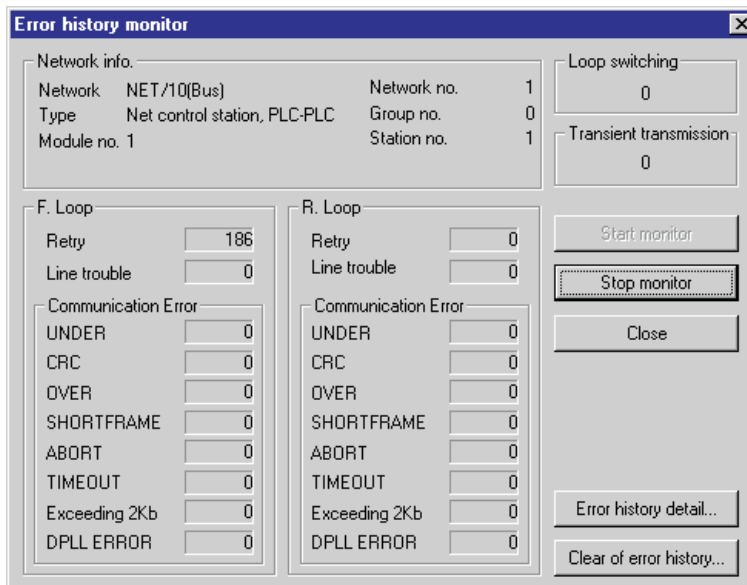 Error history monitor
Network info.
Network NET/10(Bus) Network no. 1
Type Net control station, PLC-PLC Group no. 0
Module no. 1 Station no. 1
Loop switching
0
Transient transmission
0
F. Loop
Retry 186
Line trouble 0
Communication Error
UNDER 0
CRC 0
OVER 0
SHORTFRAME 0
ABORT 0
TIMEOUT 0
Exceeding 2Kb 0
DPLL ERROR 0
R. Loop
Retry 0
Line trouble 0
Communication Error
UNDER 0
CRC 0
OVER 0
SHORTFRAME 0
ABORT 0
TIMEOUT 0
Exceeding 2Kb 0
DPLL ERROR 0
Start monitor
Stop monitor
Close
Error history detail...
Clear of error history...